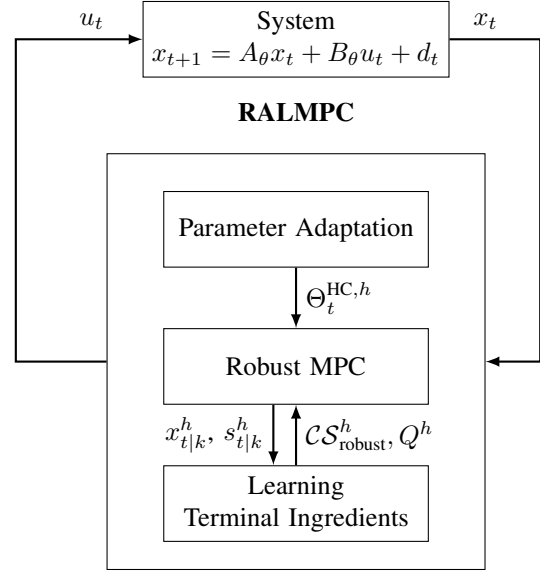 u_t
System
x_t
x_{t+1} = A_θ x_t + B_θ u_t + d_t
RALMPC
Parameter Adaptation
Θ_t^{HC,h}
Robust MPC
x_{t|k}^h, s_{t|k}^h
𝒞𝒮_{robust}^h, Q^h
Learning
Terminal Ingredients